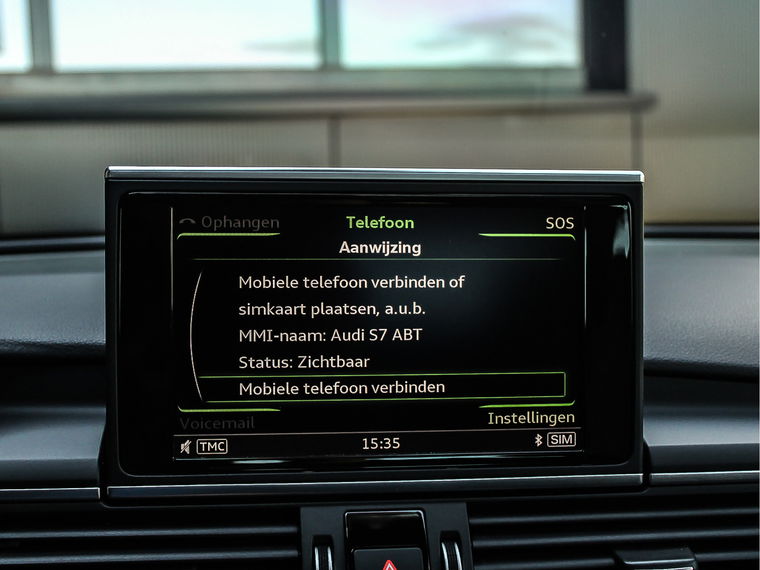 Ophangen Telefoon SOS
Aanwijzing
Mobiele telefoon verbinden of
simkaart plaatsen, a.u.b.
MMI-naam: Audi S7 ABT
Status: Zichtbaar
Mobiele telefoon verbinden
Voicemail Instellingen
TMC 15:35 SIM